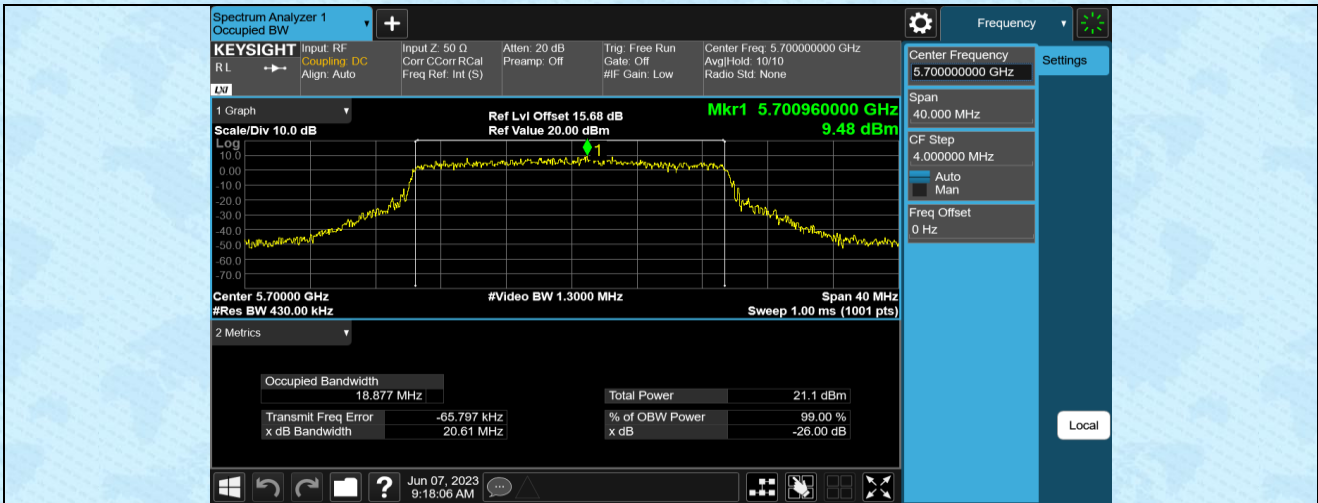 Spectrum Analyzer 1
Occupied BW
Frequency
KEYSIGHT
R L
LXI
Input: RF
Coupling: DC
Align: Auto
Input Z: 50 Ω
Corr CCorr RCal
Freq Ref: Int (S)
Atten: 20 dB
Preamp: Off
Trig: Free Run
Gate: Off
#IF Gain: Low
Center Freq: 5.700000000 GHz
Avg|Hold: 10/10
Radio Std: None
Center Frequency
5.700000000 GHz
Settings
Span
40.000 MHz
CF Step
4.000000 MHz
Auto
Man
Freq Offset
0 Hz
Local
1 Graph
Scale/Div 10.0 dB
Ref Lvl Offset 15.68 dB
Ref Value 20.00 dBm
Mkr1 5.700960000 GHz
9.48 dBm
Log
10.0
0.00
-10.0
-20.0
-30.0
-40.0
-50.0
-60.0
-70.0
1
Center 5.70000 GHz
#Res BW 430.00 kHz
#Video BW 1.3000 MHz
Span 40 MHz
Sweep 1.00 ms (1001 pts)
2 Metrics
Occupied Bandwidth
18.877 MHz
Total Power 21.1 dBm
Transmit Freq Error -65.797 kHz
% of OBW Power 99.00 %
x dB Bandwidth 20.61 MHz
x dB -26.00 dB
?
Jun 07, 2023
9:18:06 AM